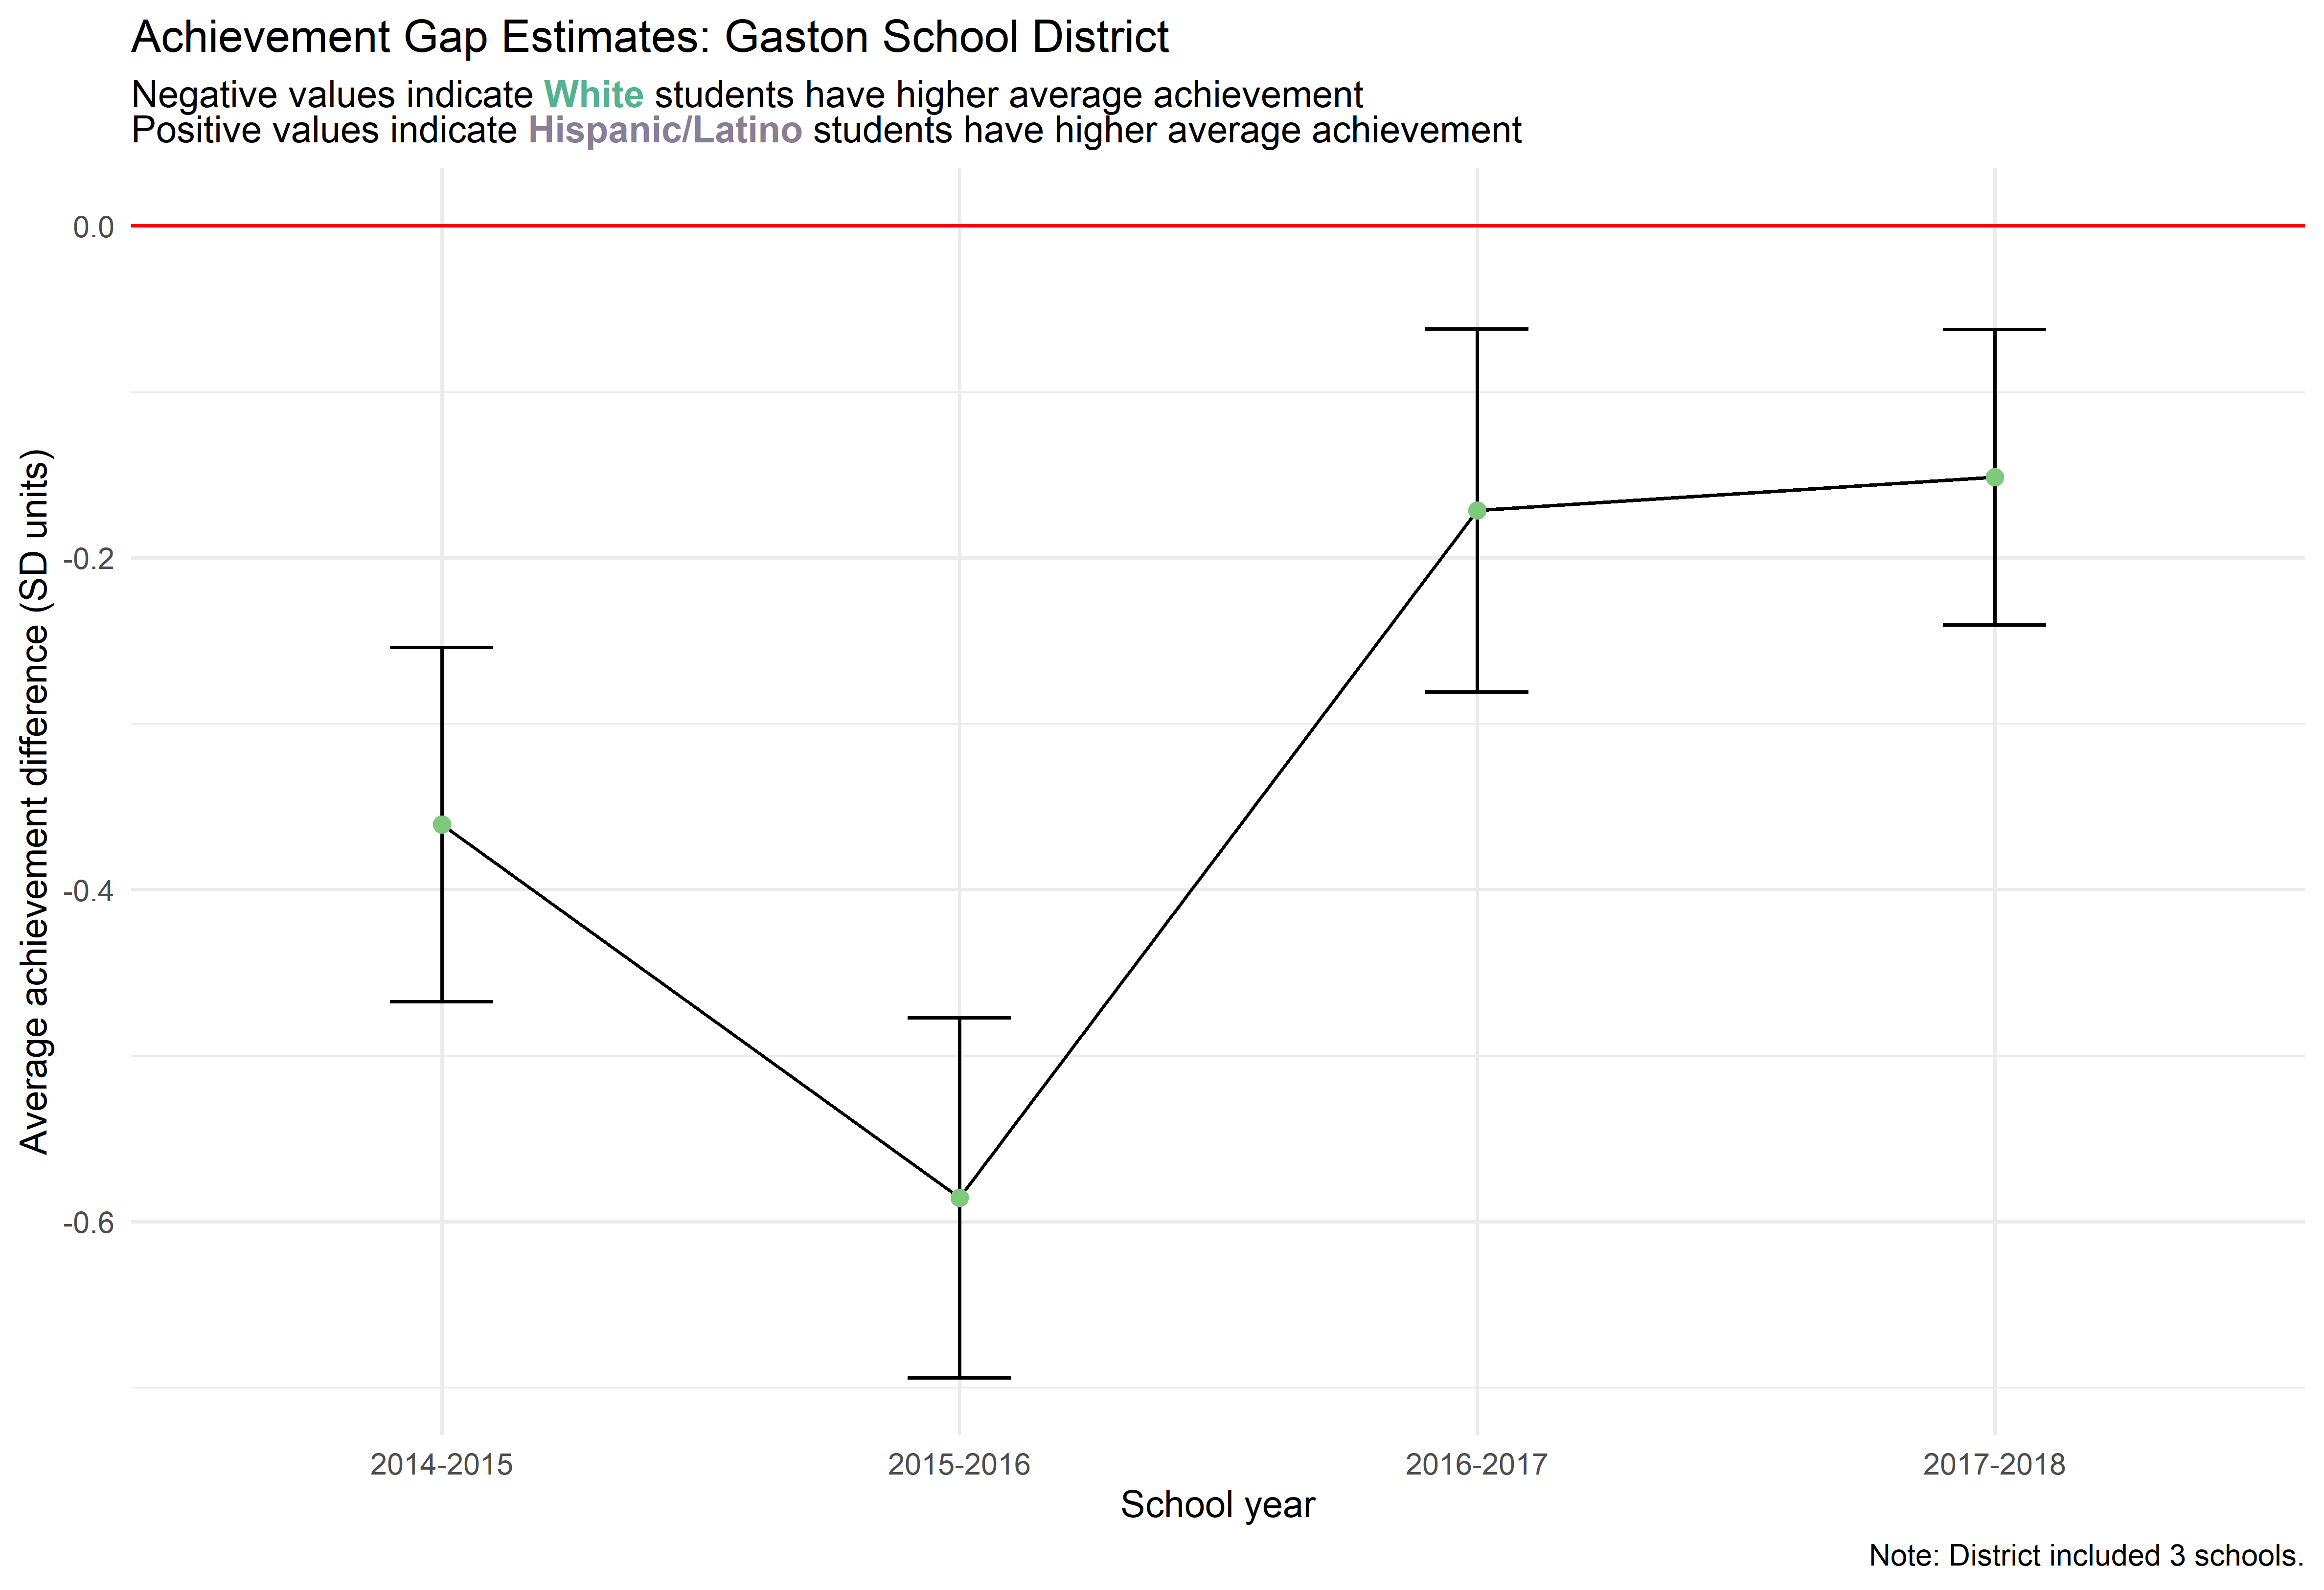 Achievement Gap Estimates: Gaston School District
Negative values indicate White students have higher average achievement
Positive values indicate Hispanic/Latino students have higher average achievement
Average achievement difference (SD units)
0.0
-0.2
-0.4
-0.6
2014-2015
2015-2016
2016-2017
2017-2018
School year
Note: District included 3 schools.